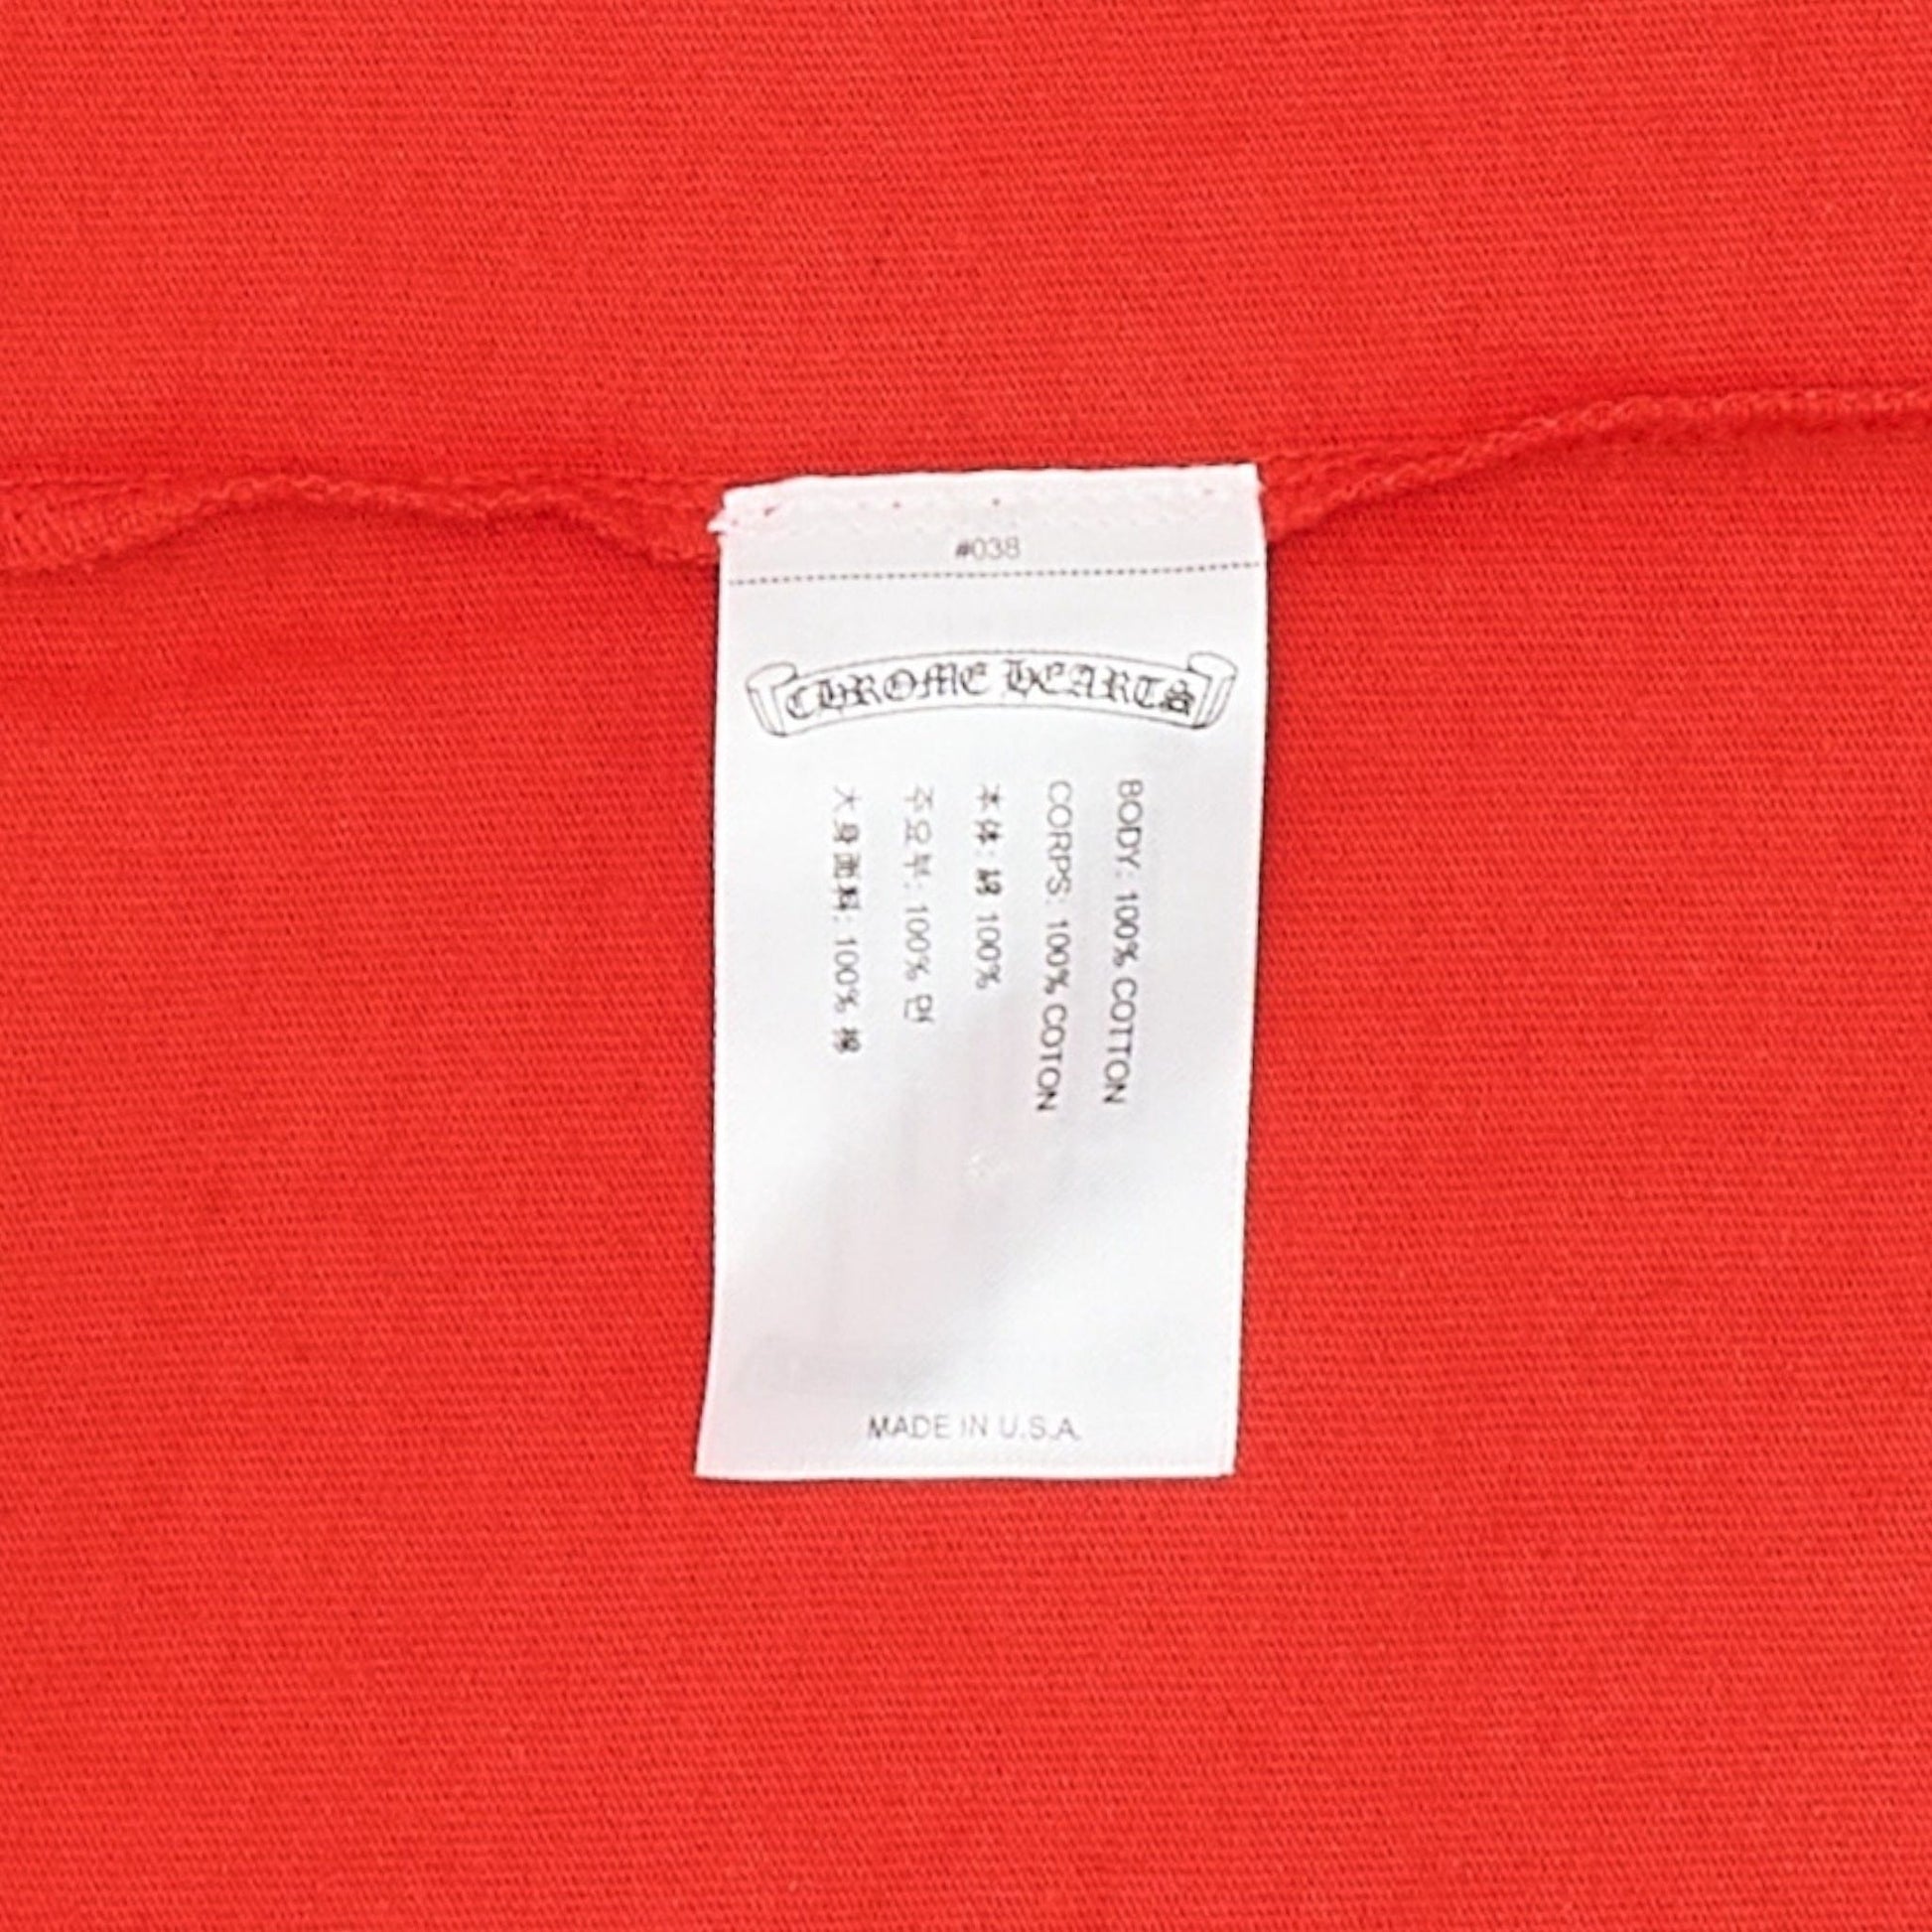 #038
CHROME HEARTS
BODY: 100% COTTON
CORPS: 100% COTON
本体: 綿 100%
주요부: 100% 면
大身面料: 100% 棉
MADE IN U.S.A.